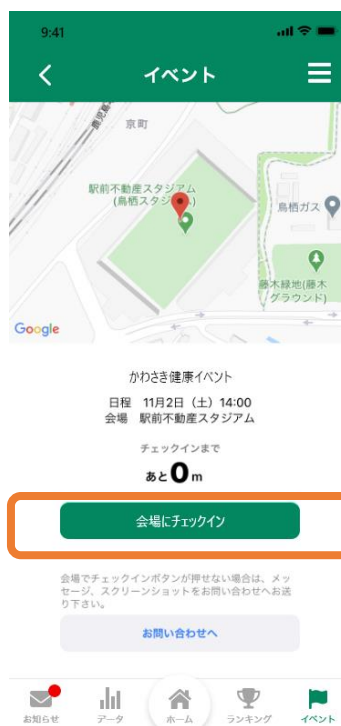 9:41
イベント
京町
鹿児島
駅前不動産スタジアム
(鳥栖スタジ
鳥栖ガス
藤木緑地(藤木
グラウンド)
Google
かわさき健康イベント
日程 11月2日（土）14:00
会場 駅前不動産スタジアム
チェックインまで
あと0m
会場にチェックイン
会場でチェックインボタンが押せない場合は、メッ
セージ、スクリーンショットをお問い合わせへお送
り下さい。
お問い合わせへ
お知らせ
データ
ホーム
ランキング
イベント